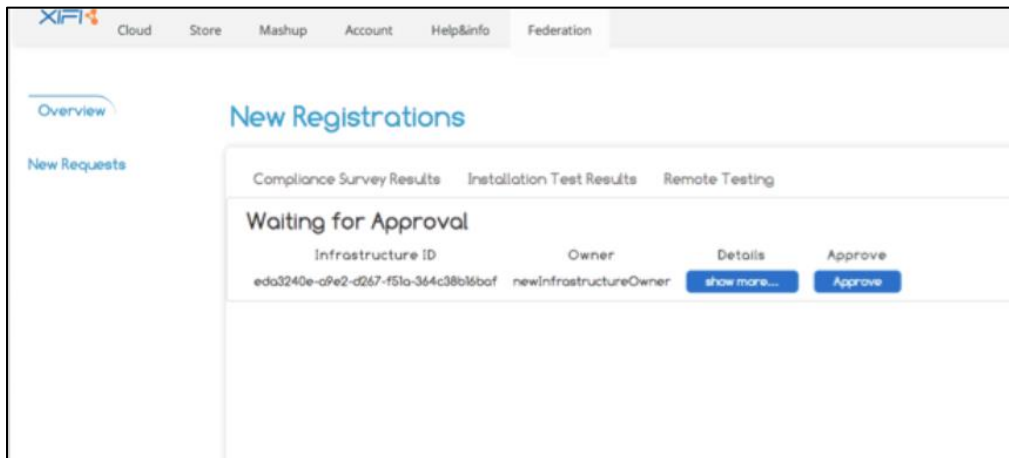 XIFI
Cloud Store Mashup Account Help&info Federation
Overview
New Registrations
New Requests
Compliance Survey Results Installation Test Results Remote Testing
Waiting for Approval
Infrastructure ID Owner Details Approve
eda3240e-a9e2-d267-f51a-364c38b16baf newInfrastructureOwner show more... Approve